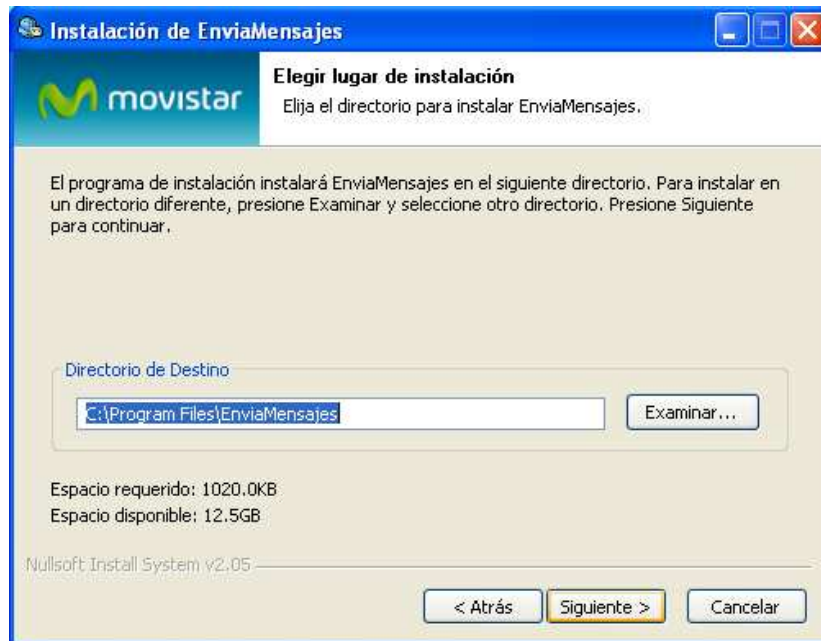 Instalación de EnviaMensajes
movistar
Elegir lugar de instalación
Elija el directorio para instalar EnviaMensajes.
El programa de instalación instalará EnviaMensajes en el siguiente directorio. Para instalar en
un directorio diferente, presione Examinar y seleccione otro directorio. Presione Siguiente
para continuar.
Directorio de Destino
C:\Program Files\EnviaMensajes
Examinar...
Espacio requerido: 1020.0KB
Espacio disponible: 12.5GB
Nullsoft Install System v2.05
< Atrás
Siguiente >
Cancelar